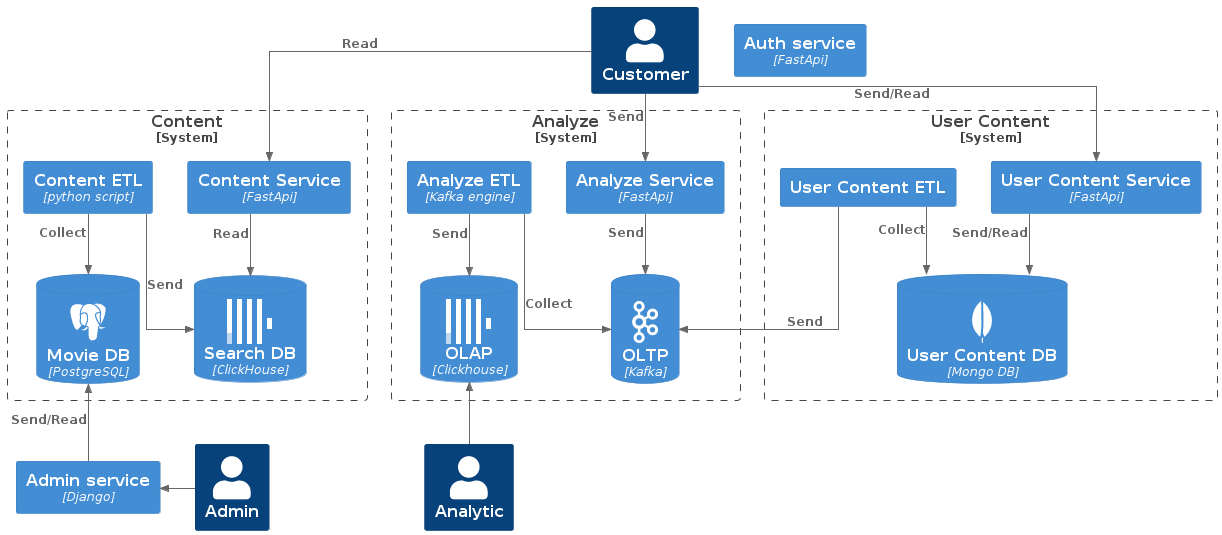 Customer
Auth service
[FastApi]
Read
Send
Send/Read
Content
[System]
Content ETL
[python script]
Content Service
[FastApi]
Collect
Read
Send
Movie DB
[PostgreSQL]
Search DB
[ClickHouse]
Analyze
[System]
Analyze ETL
[Kafka engine]
Analyze Service
[FastApi]
Send
Send
Collect
OLAP
[Clickhouse]
OLTP
[Kafka]
User Content
[System]
User Content ETL
User Content Service
[FastApi]
Collect
Send/Read
Send
User Content DB
[Mongo DB]
Send/Read
Admin service
[Django]
Admin
Analytic